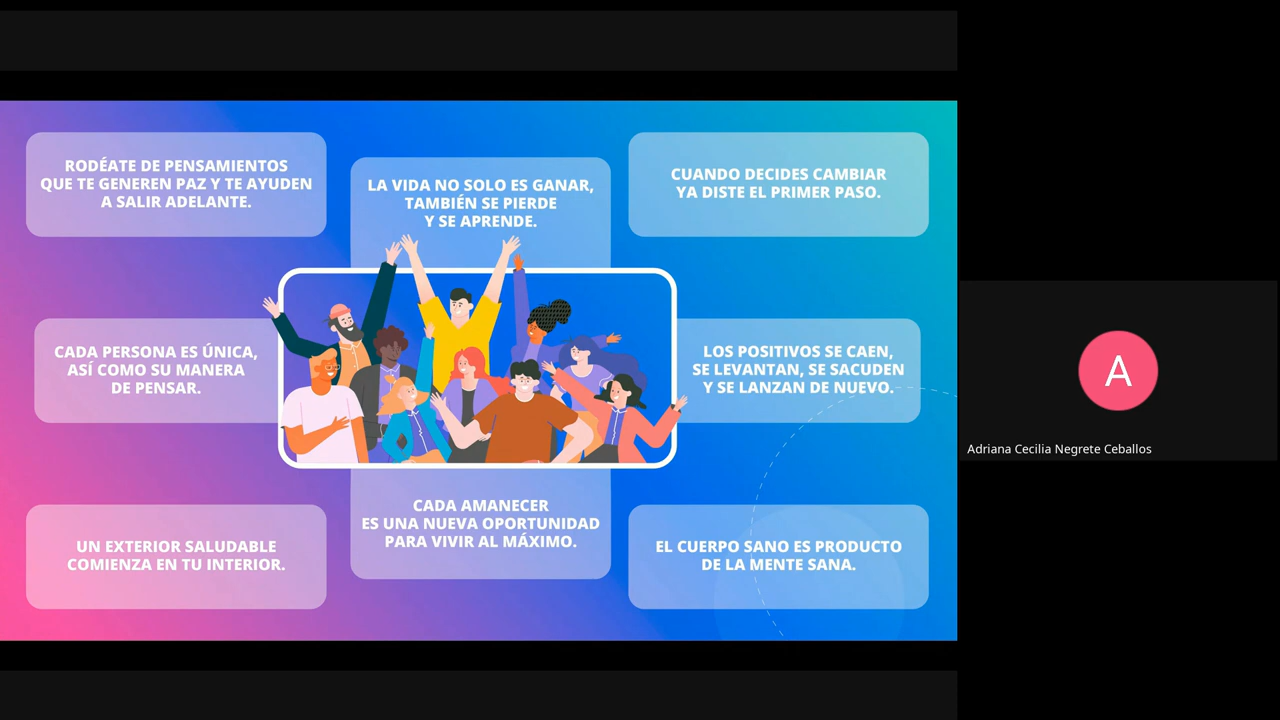 RODÉATE DE PENSAMIENTOS
QUE TE GENEREN PAZ Y TE AYUDEN
A SALIR ADELANTE.
LA VIDA NO SOLO ES GANAR,
TAMBIÉN SE PIERDE
Y SE APRENDE.
CUANDO DECIDES CAMBIAR
YA DISTE EL PRIMER PASO.
CADA PERSONA ES ÚNICA,
ASÍ COMO SU MANERA
DE PENSAR.
LOS POSITIVOS SE CAEN,
SE LEVANTAN, SE SACUDEN
Y SE LANZAN DE NUEVO.
UN EXTERIOR SALUDABLE
COMIENZA EN TU INTERIOR.
CADA AMANECER
ES UNA NUEVA OPORTUNIDAD
PARA VIVIR AL MÁXIMO.
EL CUERPO SANO ES PRODUCTO
DE LA MENTE SANA.
A
Adriana Cecilia Negrete Ceballos